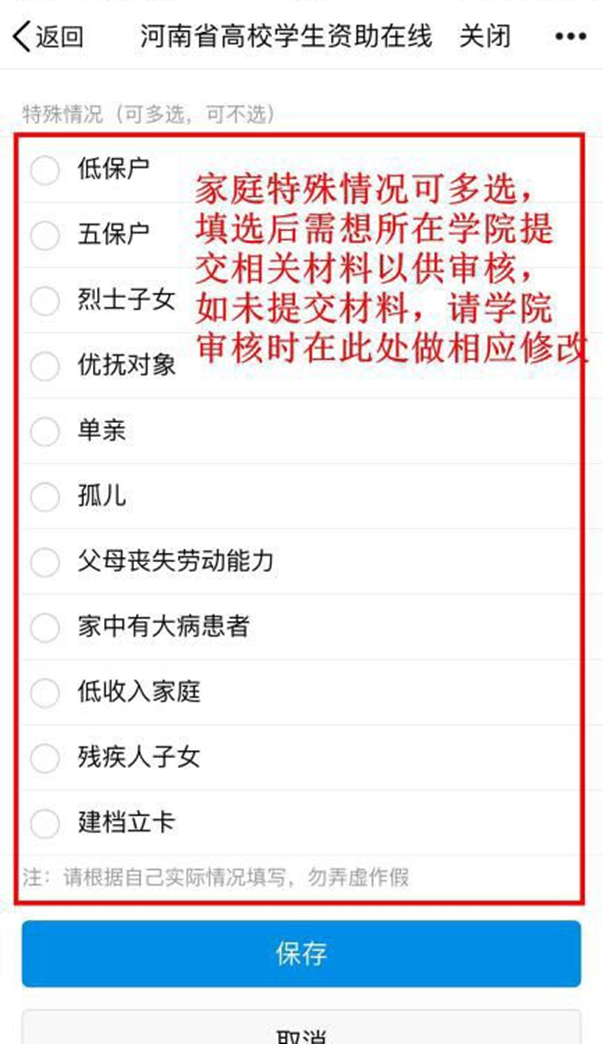 返回 河南省高校学生资助在线 关闭
特殊情况（可多选，可不选）
低保户
五保户
烈士子女
优抚对象
单亲
孤儿
父母丧失劳动能力
家中有大病患者
低收入家庭
残疾人子女
建档立卡
家庭特殊情况可多选，
填选后需想所在学院提
交相关材料以供审核，
如未提交材料，请学院
审核时在此处做相应修改
注：请根据自己实际情况填写，勿弄虚作假
保存
取消